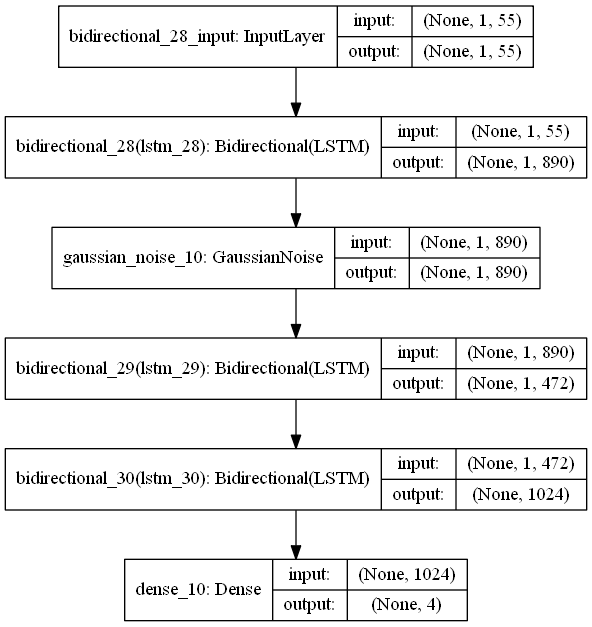 bidirectional_28_input: InputLayer
input: (None, 1, 55)
output: (None, 1, 55)
bidirectional_28(lstm_28): Bidirectional(LSTM)
input: (None, 1, 55)
output: (None, 1, 890)
gaussian_noise_10: GaussianNoise
input: (None, 1, 890)
output: (None, 1, 890)
bidirectional_29(lstm_29): Bidirectional(LSTM)
input: (None, 1, 890)
output: (None, 1, 472)
bidirectional_30(lstm_30): Bidirectional(LSTM)
input: (None, 1, 472)
output: (None, 1024)
dense_10: Dense
input: (None, 1024)
output: (None, 4)